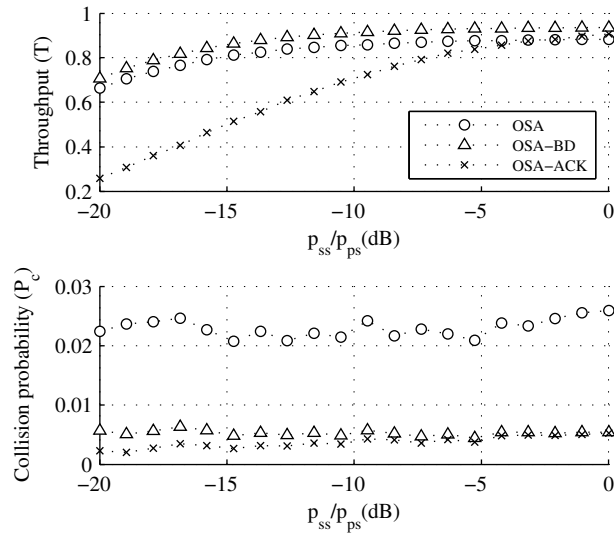 1
0.8
0.6
0.4
0.2
Throughput (T)
OSA
OSA−BD
OSA−ACK
−20
−15
−10
−5
0
p_ss/p_ps(dB)
0.03
0.02
0.01
0
Collision probability (P_c)
−20
−15
−10
−5
0
p_ss/p_ps(dB)